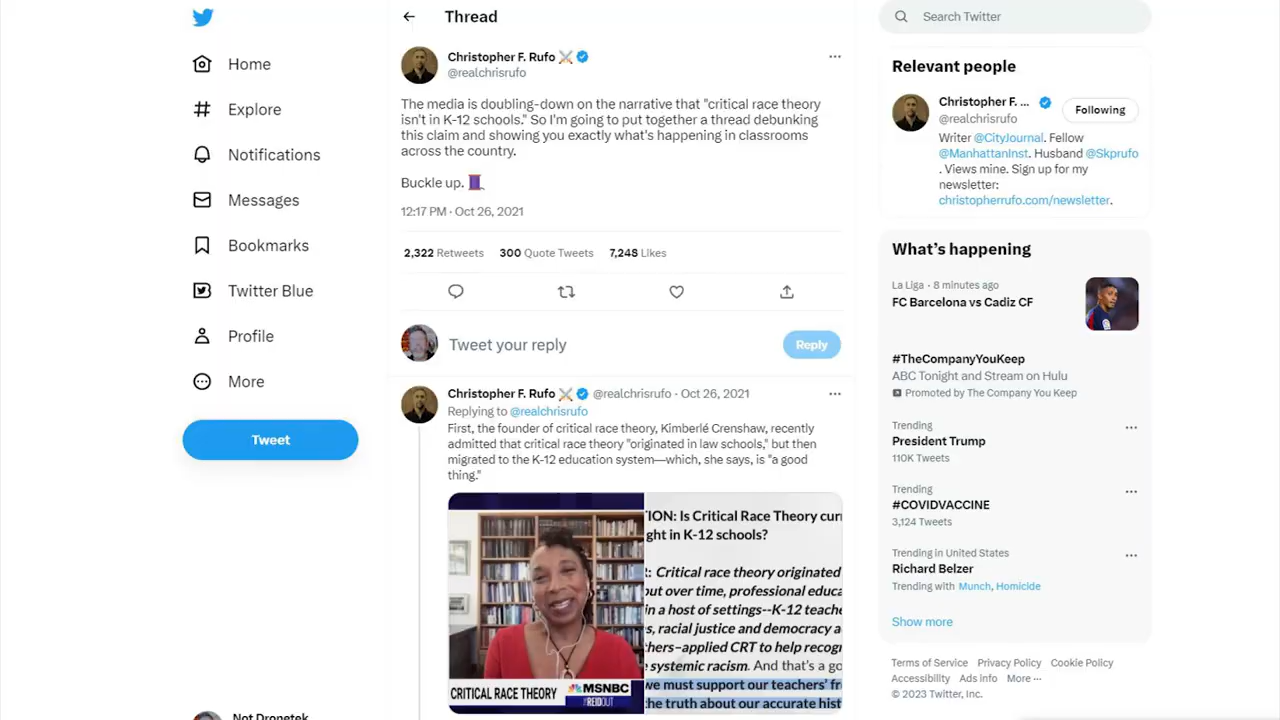 Home
Explore
Notifications
Messages
Bookmarks
Twitter Blue
Profile
More
Tweet
Not Dronetek
Thread
Christopher F. Rufo
@realchrisrufo
The media is doubling-down on the narrative that "critical race theory
isn't in K-12 schools." So I'm going to put together a thread debunking
this claim and showing you exactly what's happening in classrooms
across the country.
Buckle up.
12:17 PM · Oct 26, 2021
2,322 Retweets 300 Quote Tweets 7,248 Likes
Tweet your reply
Reply
Christopher F. Rufo @realchrisrufo · Oct 26, 2021
Replying to @realchrisrufo
First, the founder of critical race theory, Kimberlé Crenshaw, recently
admitted that critical race theory "originated in law schools," but then
migrated to the K-12 education system—which, she says, is "a good
thing."
CRITICAL RACE THEORY
MSNBC
#REIDOUT
ION: Is Critical Race Theory cur
ght in K-12 schools?
: Critical race theory originated
out over time, professional educa
in a host of settings--K-12 teache
s, racial justice and democracy a
hers–applied CRT to help recog
systemic racism. And that's a go
we must support our teachers' fr
the truth about our accurate hist
Search Twitter
Relevant people
Christopher F. ...
@realchrisrufo
Following
Writer @CityJournal. Fellow
@ManhattanInst. Husband @Skprufo
. Views mine. Sign up for my
newsletter:
christopherrufo.com/newsletter.
What's happening
La Liga · 8 minutes ago
FC Barcelona vs Cadiz CF
#TheCompanyYouKeep
ABC Tonight and Stream on Hulu
Promoted by The Company You Keep
Trending
President Trump
110K Tweets
Trending
#COVIDVACCINE
3,124 Tweets
Trending in United States
Richard Belzer
Trending with Munch, Homicide
Show more
Terms of Service Privacy Policy Cookie Policy
Accessibility Ads info More ···
© 2023 Twitter, Inc.